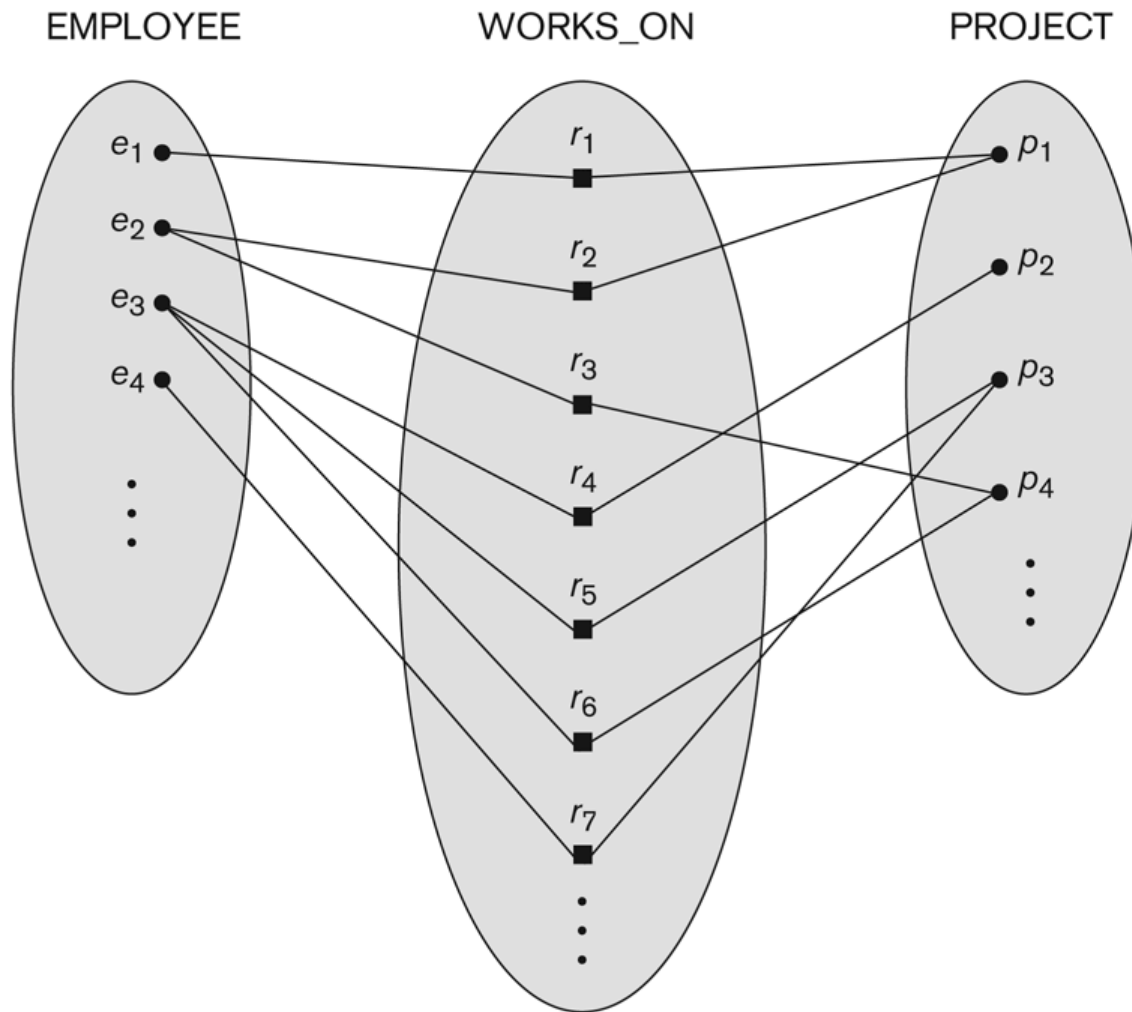 EMPLOYEE WORKS_ON PROJECT
e1 r1 p1
e2 r2 p2
e3 r3 p3
e4 r4 p4
r5
r6
r7